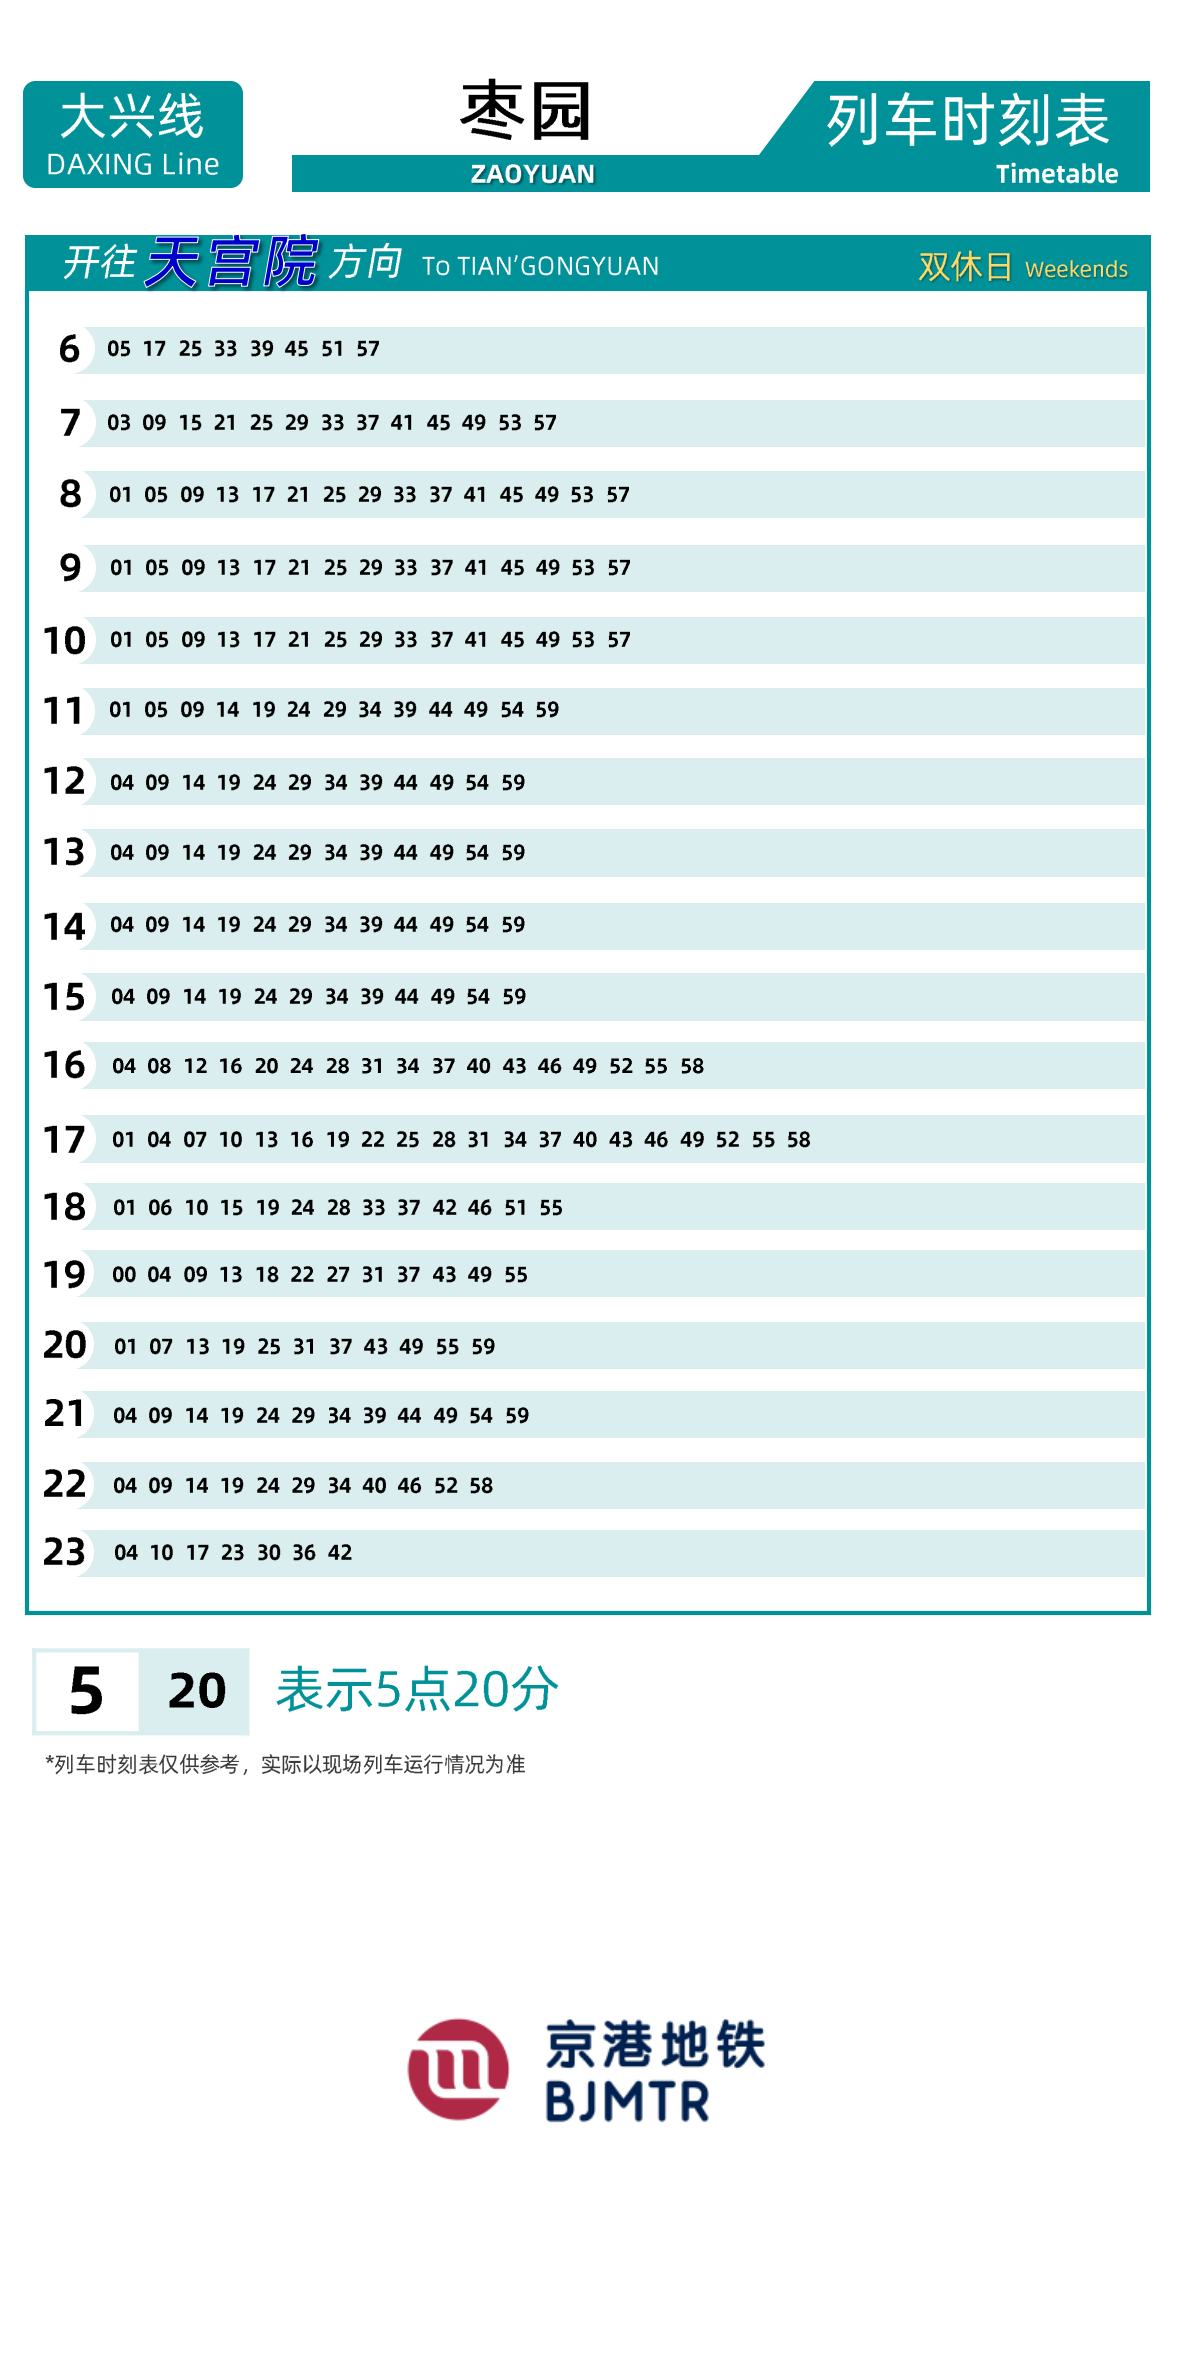 大兴线
DAXING Line
枣园
ZAOYUAN
列车时刻表
Timetable
开往 天宫院 方向 To TIAN'GONGYUAN 双休日 Weekends
6 05 17 25 33 39 45 51 57
7 03 09 15 21 25 29 33 37 41 45 49 53 57
8 01 05 09 13 17 21 25 29 33 37 41 45 49 53 57
9 01 05 09 13 17 21 25 29 33 37 41 45 49 53 57
10 01 05 09 13 17 21 25 29 33 37 41 45 49 53 57
11 01 05 09 14 19 24 29 34 39 44 49 54 59
12 04 09 14 19 24 29 34 39 44 49 54 59
13 04 09 14 19 24 29 34 39 44 49 54 59
14 04 09 14 19 24 29 34 39 44 49 54 59
15 04 09 14 19 24 29 34 39 44 49 54 59
16 04 08 12 16 20 24 28 31 34 37 40 43 46 49 52 55 58
17 01 04 07 10 13 16 19 22 25 28 31 34 37 40 43 46 49 52 55 58
18 01 06 10 15 19 24 28 33 37 42 46 51 55
19 00 04 09 13 18 22 27 31 37 43 49 55
20 01 07 13 19 25 31 37 43 49 55 59
21 04 09 14 19 24 29 34 39 44 49 54 59
22 04 09 14 19 24 29 34 40 46 52 58
23 04 10 17 23 30 36 42
5 20 表示5点20分
*列车时刻表仅供参考，实际以现场列车运行情况为准
京港地铁
BJMTR